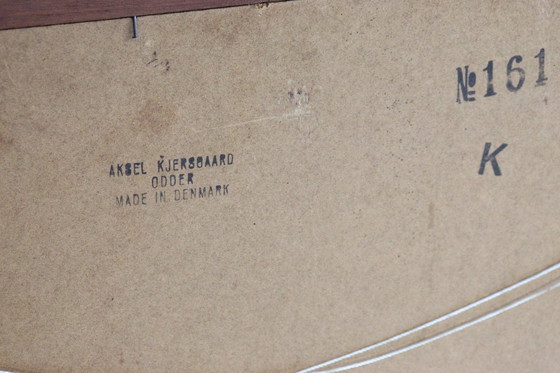 №161
K
AKSEL KJERSGAARD
ODDER
MADE IN DENMARK